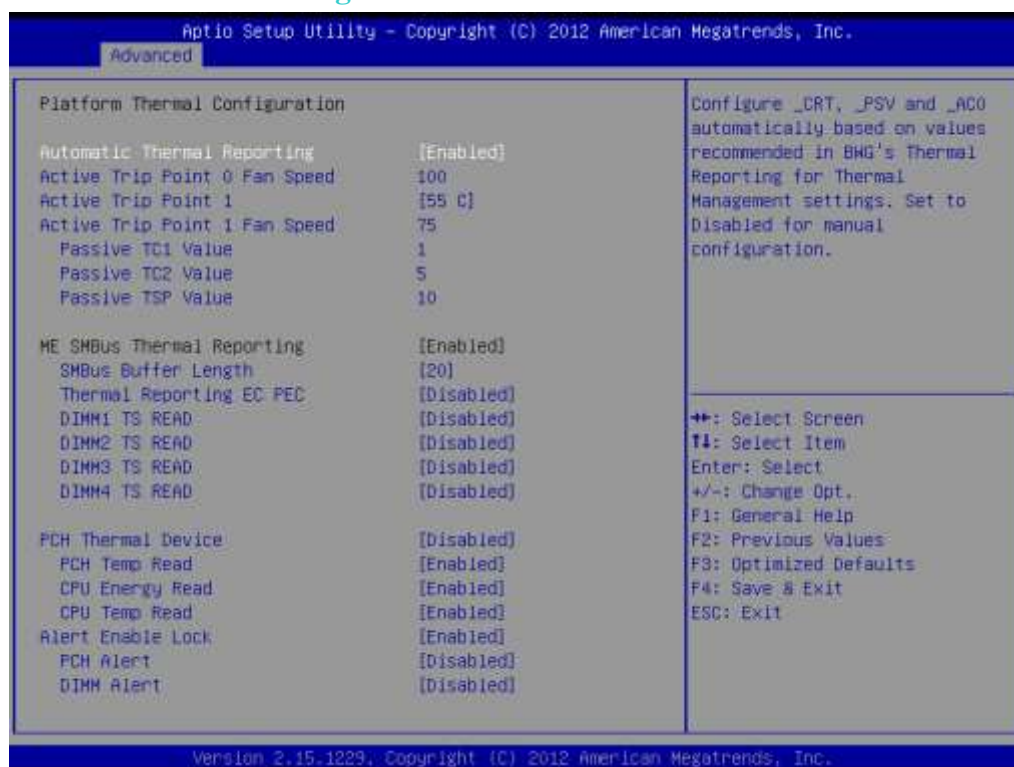 Aptio Setup Utility – Copyright (C) 2012 American Megatrends, Inc.
Advanced
Platform Thermal Configuration
Automatic Thermal Reporting [Enabled]
Active Trip Point 0 Fan Speed 100
Active Trip Point 1 [55 C]
Active Trip Point 1 Fan Speed 75
Passive TC1 Value 1
Passive TC2 Value 5
Passive TSP Value 10
ME SMBus Thermal Reporting [Enabled]
SMBus Buffer Length [20]
Thermal Reporting EC PEC [Disabled]
DIMM1 TS READ [Disabled]
DIMM2 TS READ [Disabled]
DIMM3 TS READ [Disabled]
DIMM4 TS READ [Disabled]
PCH Thermal Device [Disabled]
PCH Temp Read [Enabled]
CPU Energy Read [Enabled]
CPU Temp Read [Enabled]
Alert Enable Lock [Enabled]
PCH Alert [Disabled]
DIMM Alert [Disabled]
Configure _CRT, _PSV and _AC0
automatically based on values
recommended in BWG's Thermal
Reporting for Thermal
Management settings. Set to
Disabled for manual
configuration.
→←: Select Screen
↑↓: Select Item
Enter: Select
+/-: Change Opt.
F1: General Help
F2: Previous Values
F3: Optimized Defaults
F4: Save & Exit
ESC: Exit
Version 2.15.1229. Copyright (C) 2012 American Megatrends, Inc.